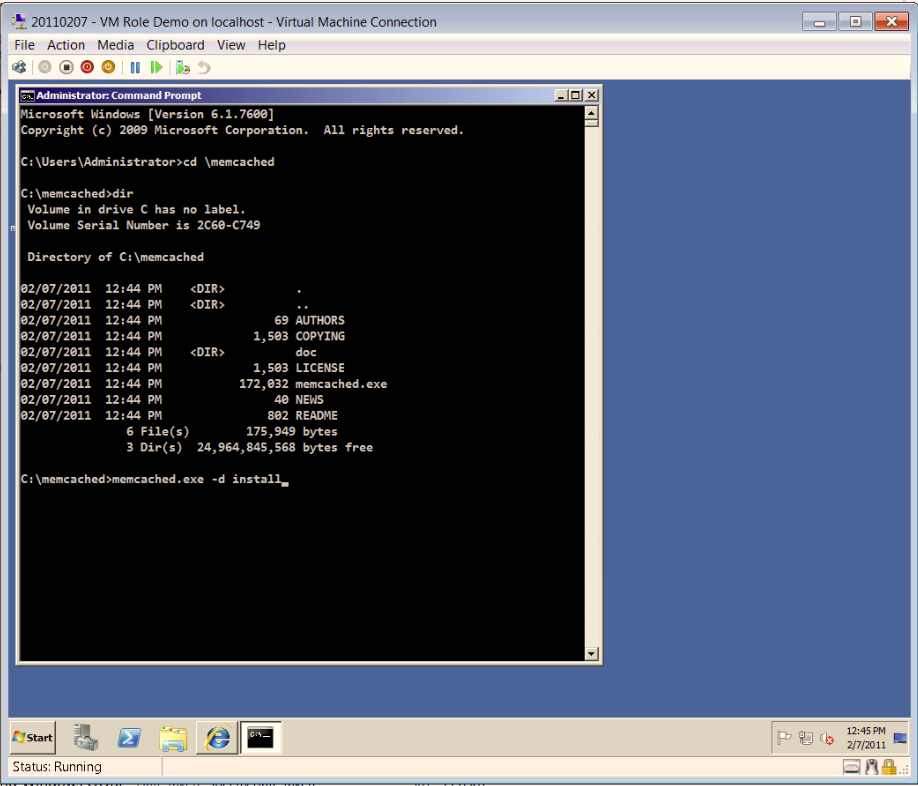 20110207 - VM Role Demo on localhost - Virtual Machine Connection
File Action Media Clipboard View Help
Administrator: Command Prompt
Microsoft Windows [Version 6.1.7600]
Copyright (c) 2009 Microsoft Corporation.  All rights reserved.
C:\Users\Administrator>cd \memcached
C:\memcached>dir
 Volume in drive C has no label.
 Volume Serial Number is 2C60-C749
 Directory of C:\memcached
02/07/2011  12:44 PM    <DIR>          .
02/07/2011  12:44 PM    <DIR>          ..
02/07/2011  12:44 PM                69 AUTHORS
02/07/2011  12:44 PM             1,503 COPYING
02/07/2011  12:44 PM    <DIR>          doc
02/07/2011  12:44 PM             1,503 LICENSE
02/07/2011  12:44 PM           172,032 memcached.exe
02/07/2011  12:44 PM                40 NEWS
02/07/2011  12:44 PM               802 README
               6 File(s)        175,949 bytes
               3 Dir(s)  24,964,845,568 bytes free
C:\memcached>memcached.exe -d install_
Start
12:45 PM
2/7/2011
Status: Running